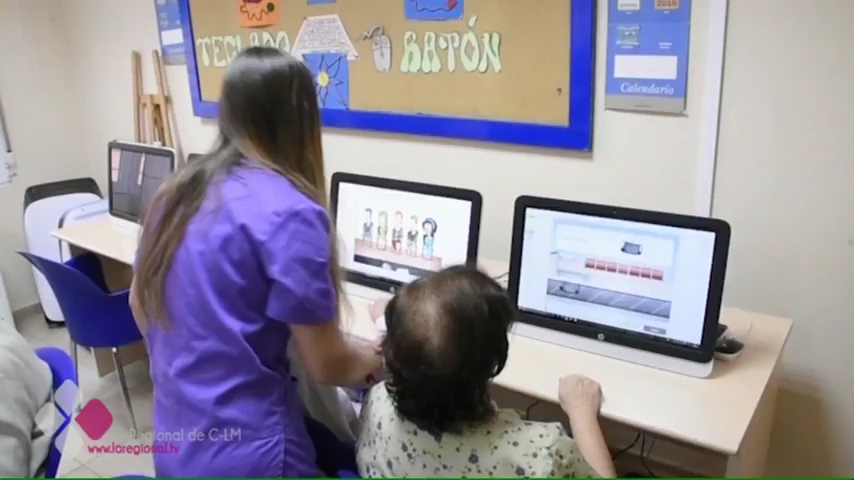 TECLADO
RATÓN
Calendario
Regional de C-LM
www.laregional.tv